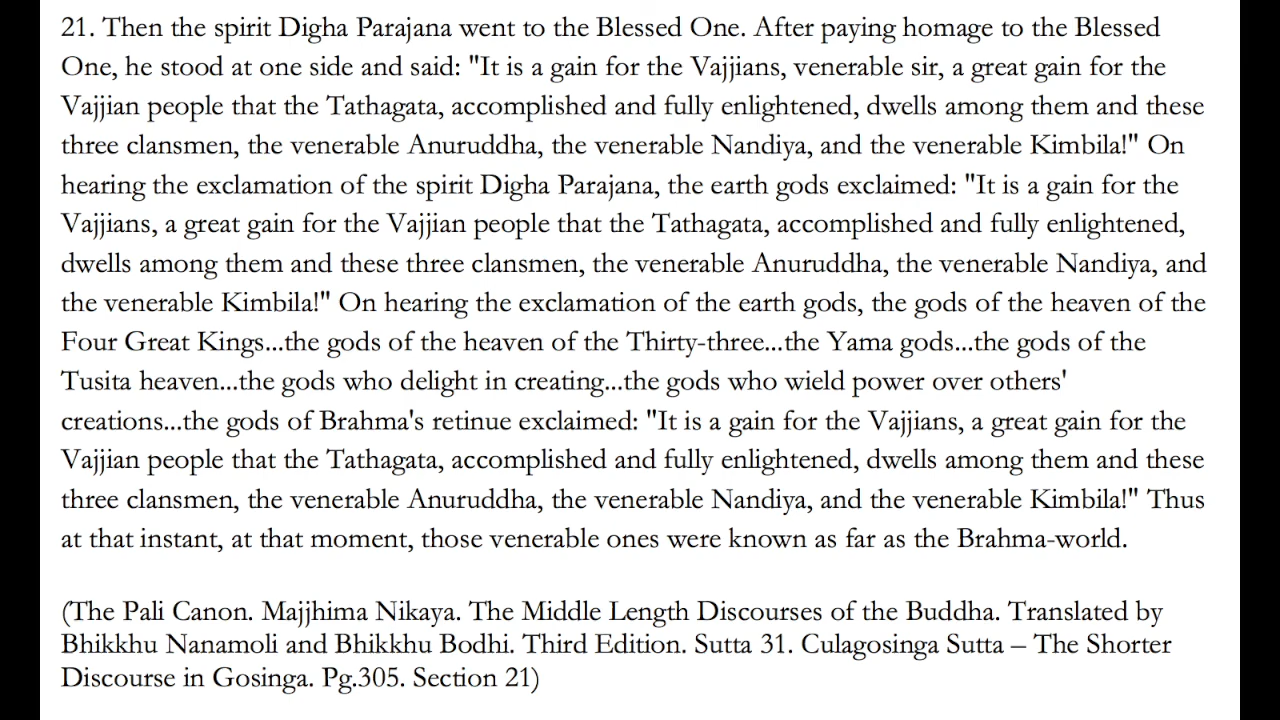 21. Then the spirit Digha Parajana went to the Blessed One. After paying homage to the Blessed
One, he stood at one side and said: "It is a gain for the Vajjians, venerable sir, a great gain for the
Vajjian people that the Tathagata, accomplished and fully enlightened, dwells among them and these
three clansmen, the venerable Anuruddha, the venerable Nandiya, and the venerable Kimbila!" On
hearing the exclamation of the spirit Digha Parajana, the earth gods exclaimed: "It is a gain for the
Vajjians, a great gain for the Vajjian people that the Tathagata, accomplished and fully enlightened,
dwells among them and these three clansmen, the venerable Anuruddha, the venerable Nandiya, and
the venerable Kimbila!" On hearing the exclamation of the earth gods, the gods of the heaven of the
Four Great Kings...the gods of the heaven of the Thirty-three...the Yama gods...the gods of the
Tusita heaven...the gods who delight in creating...the gods who wield power over others'
creations...the gods of Brahma's retinue exclaimed: "It is a gain for the Vajjians, a great gain for the
Vajjian people that the Tathagata, accomplished and fully enlightened, dwells among them and these
three clansmen, the venerable Anuruddha, the venerable Nandiya, and the venerable Kimbila!" Thus
at that instant, at that moment, those venerable ones were known as far as the Brahma-world.
(The Pali Canon. Majjhima Nikaya. The Middle Length Discourses of the Buddha. Translated by
Bhikkhu Nanamoli and Bhikkhu Bodhi. Third Edition. Sutta 31. Culagosinga Sutta – The Shorter
Discourse in Gosinga. Pg.305. Section 21)